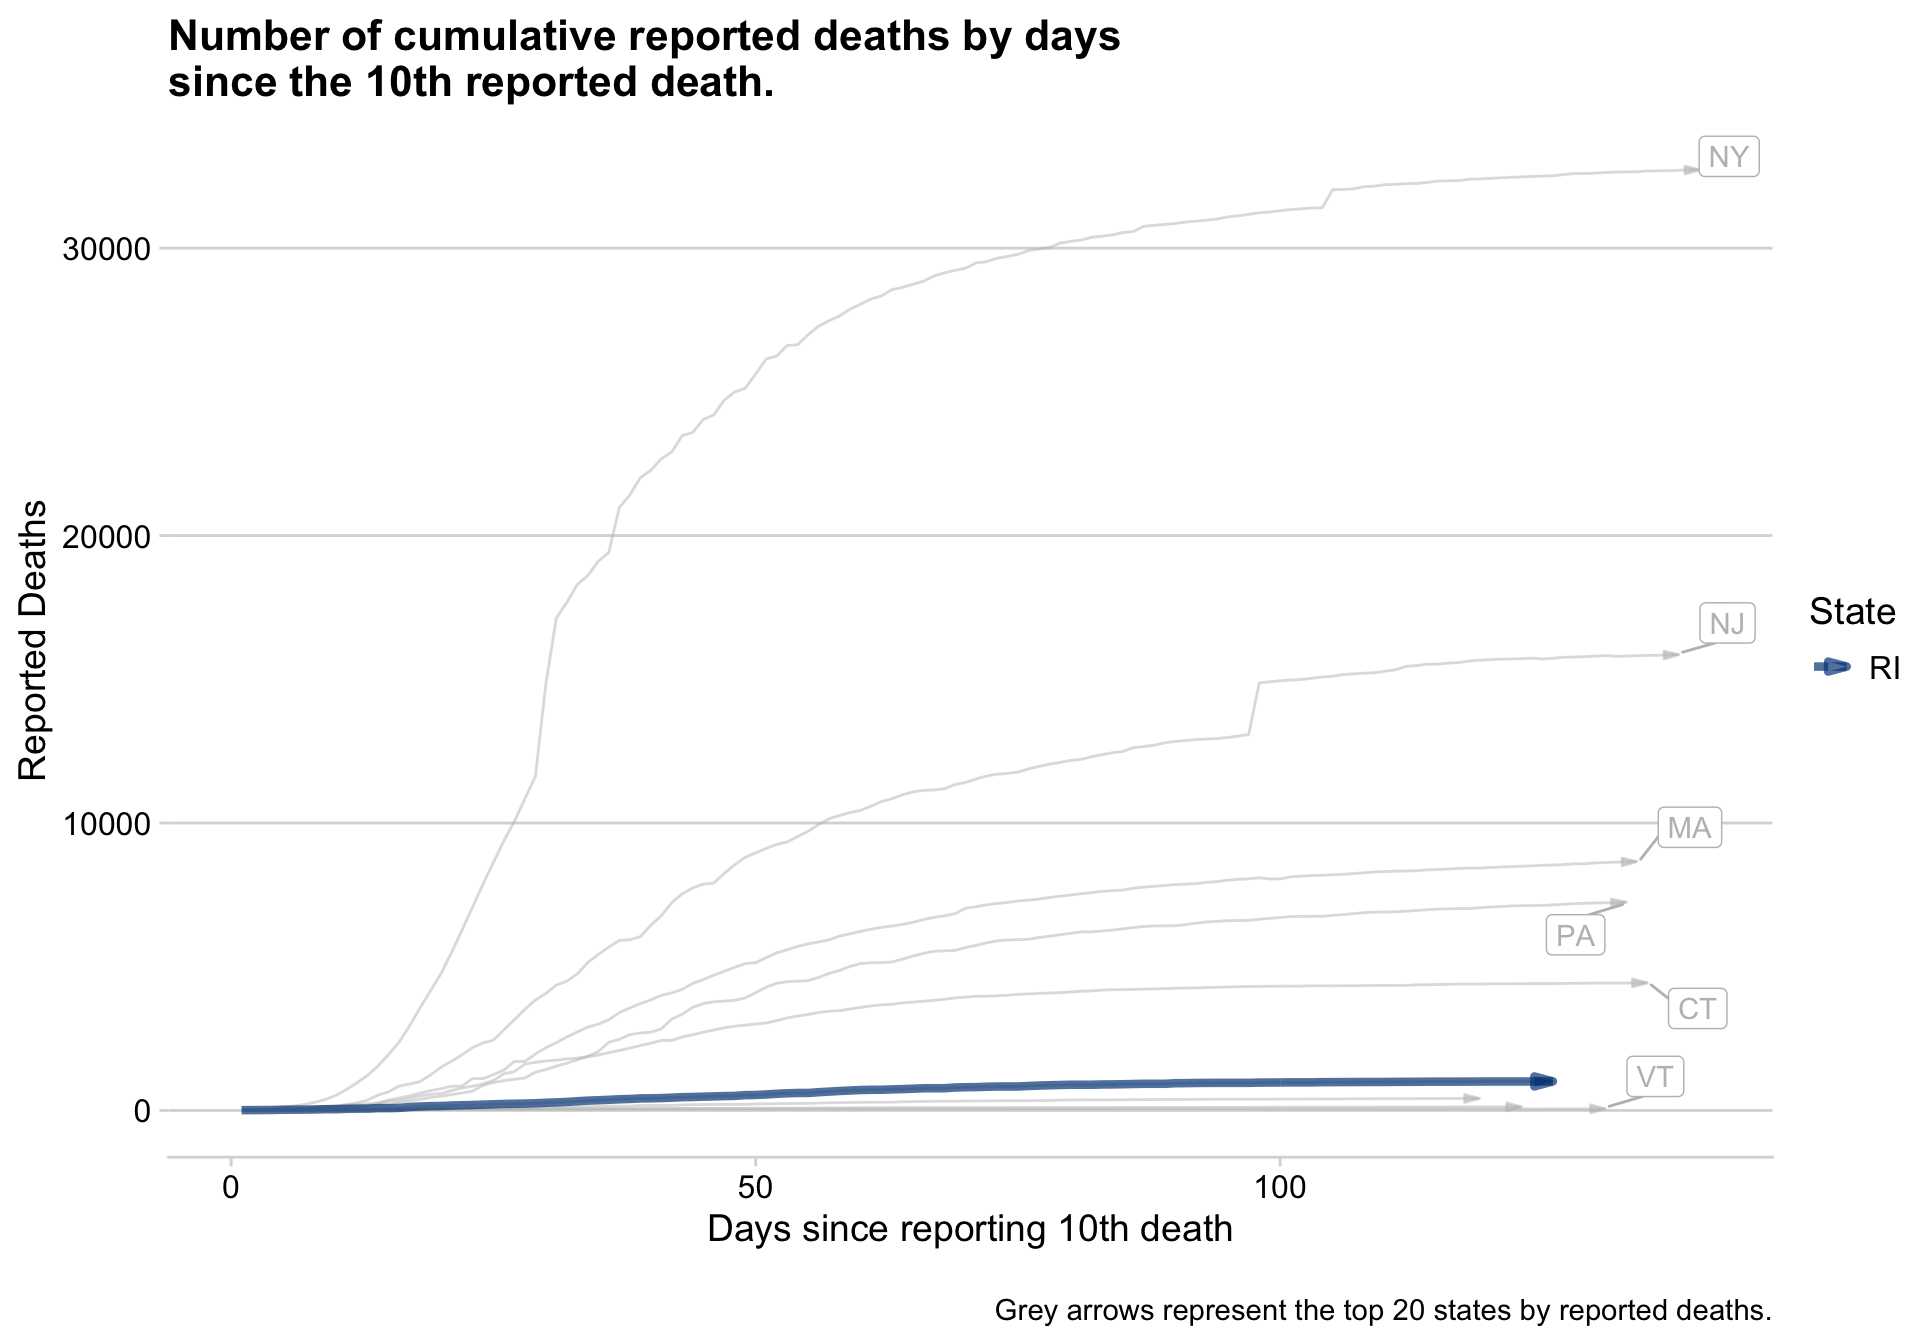 Number of cumulative reported deaths by days
since the 10th reported death.
NY
30000
20000
NJ
State
RI
Reported Deaths
10000
MA
PA
CT
VT
0
0
50
100
Days since reporting 10th death
Grey arrows represent the top 20 states by reported deaths.